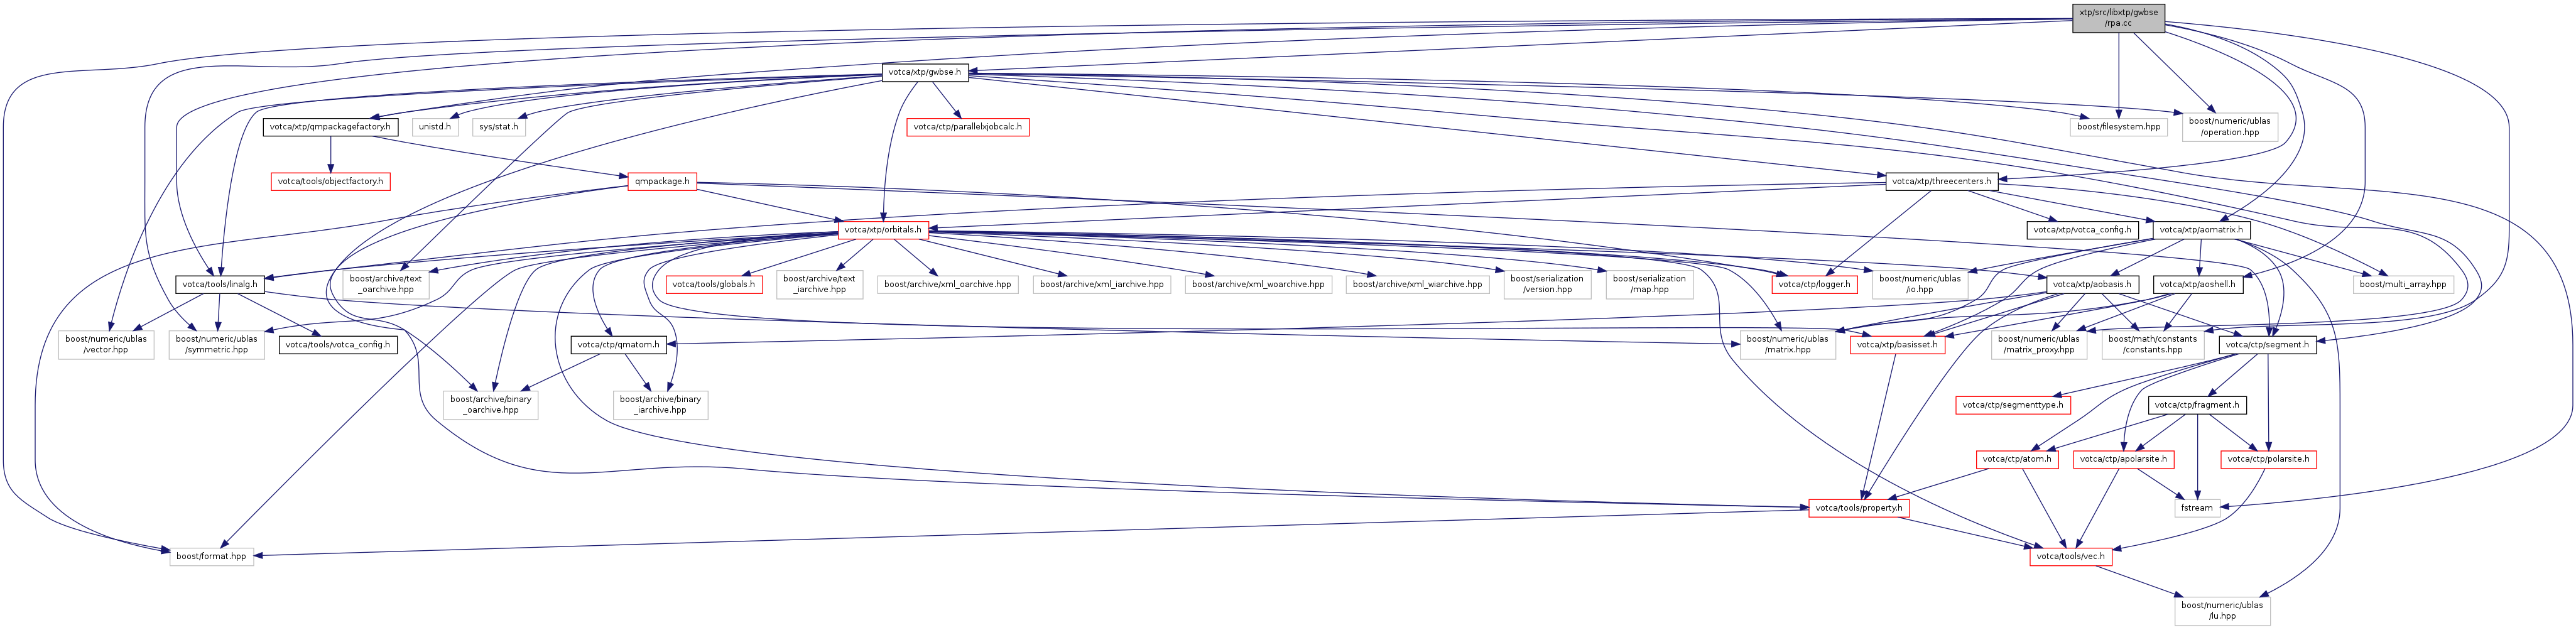 xtp/src/libxtp/gwbse
/rpa.cc
votca/xtp/gwbse.h
votca/xtp/qmpackagefactory.h
unistd.h
sys/stat.h
votca/ctp/parallelxjobcalc.h
boost/filesystem.hpp
boost/numeric/ublas
/operation.hpp
votca/tools/objectfactory.h
qmpackage.h
votca/xtp/threecenters.h
votca/xtp/orbitals.h
votca/xtp/votca_config.h
votca/xtp/aomatrix.h
votca/tools/linalg.h
boost/archive/text
_oarchive.hpp
votca/tools/globals.h
boost/archive/text
_iarchive.hpp
boost/archive/xml_oarchive.hpp
boost/archive/xml_iarchive.hpp
boost/archive/xml_woarchive.hpp
boost/archive/xml_wiarchive.hpp
boost/serialization
/version.hpp
boost/serialization
/map.hpp
votca/ctp/logger.h
boost/numeric/ublas
/io.hpp
votca/xtp/aobasis.h
votca/xtp/aoshell.h
boost/multi_array.hpp
boost/numeric/ublas
/vector.hpp
boost/numeric/ublas
/symmetric.hpp
votca/tools/votca_config.h
votca/ctp/qmatom.h
boost/numeric/ublas
/matrix.hpp
votca/xtp/basisset.h
boost/numeric/ublas
/matrix_proxy.hpp
boost/math/constants
/constants.hpp
votca/ctp/segment.h
boost/archive/binary
_oarchive.hpp
boost/archive/binary
_iarchive.hpp
votca/ctp/segmenttype.h
votca/ctp/fragment.h
votca/ctp/atom.h
votca/ctp/apolarsite.h
votca/ctp/polarsite.h
votca/tools/property.h
fstream
boost/format.hpp
votca/tools/vec.h
boost/numeric/ublas
/lu.hpp